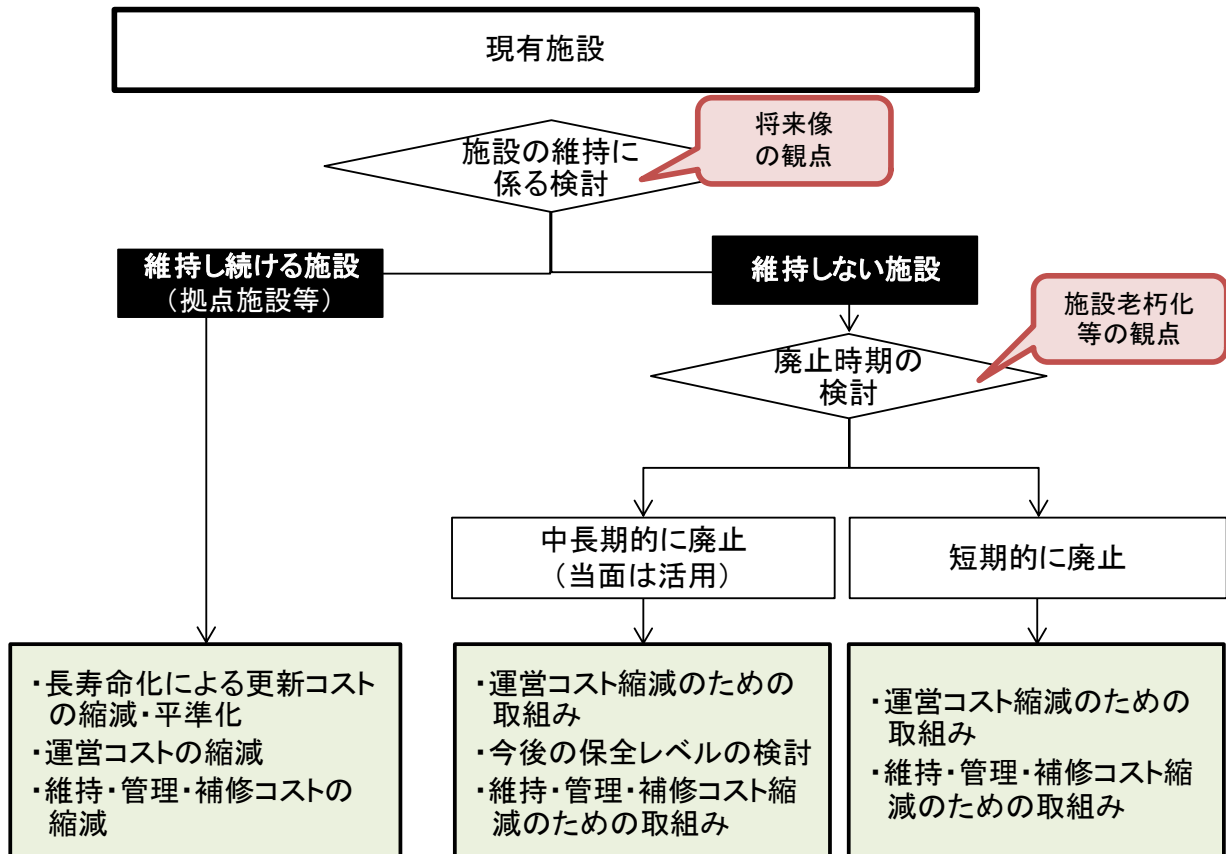 現有施設
将来像
の観点
施設の維持に
係る検討
維持し続ける施設
（拠点施設等）
維持しない施設
施設老朽化
等の観点
廃止時期の
検討
中長期的に廃止
（当面は活用）
短期的に廃止
・長寿命化による更新コスト
の縮減・平準化
・運営コストの縮減
・維持・管理・補修コストの
縮減
・運営コスト縮減のための
取組み
・今後の保全レベルの検討
・維持・管理・補修コスト縮
減のための取組み
・運営コスト縮減のための
取組み
・維持・管理・補修コスト縮
減のための取組み